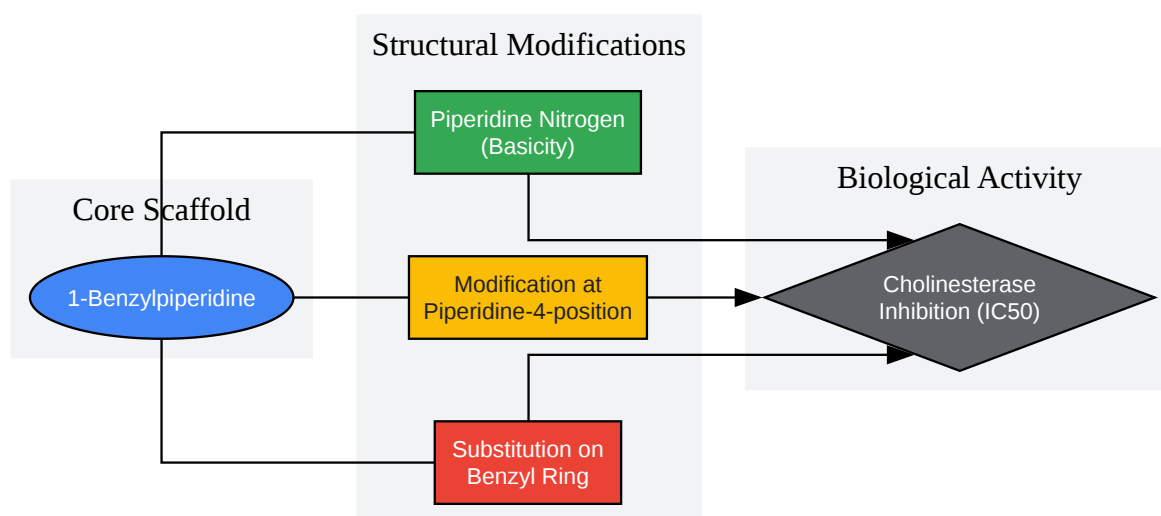 Structural Modifications
Piperidine Nitrogen
(Basicity)
Biological Activity
Core Scaffold
1-Benzylpiperidine
Modification at
Piperidine-4-position
Cholinesterase
Inhibition (IC50)
Substitution on
Benzyl Ring